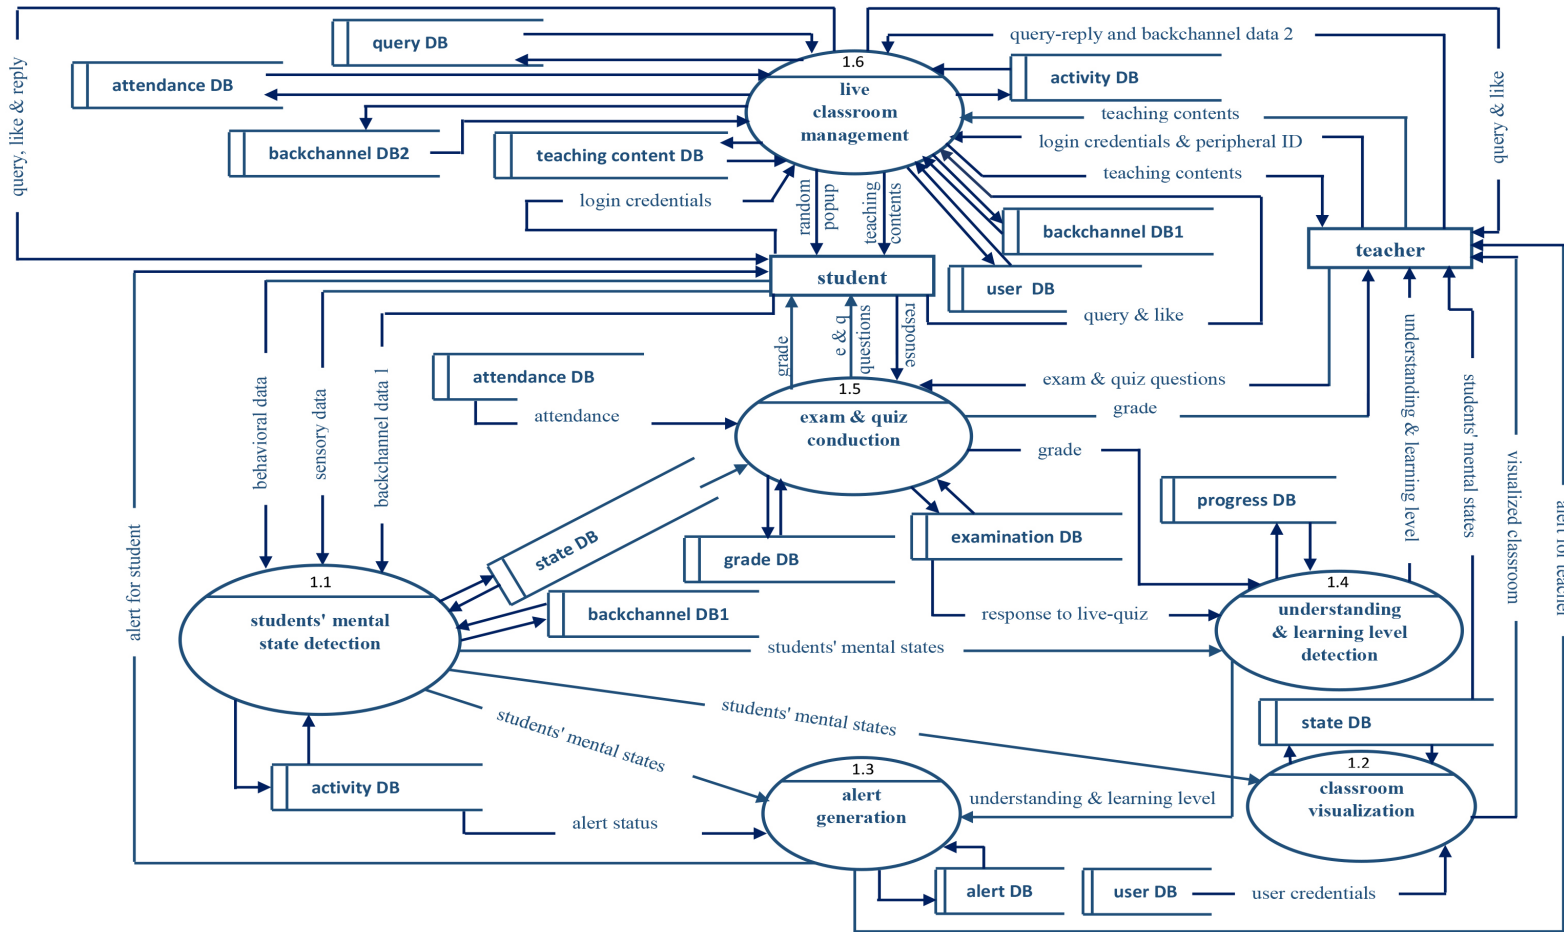 query DB
query-reply and backchannel data 2
1.6
live
classroom
management
attendance DB
activity DB
query, like & reply
query & like
teaching contents
backchannel DB2
teaching content DB
login credentials & peripheral ID
teaching contents
login credentials
random
popup
teaching
contents
backchannel DB1
teacher
student
user DB
query & like
grade
e & q
questions
response
attendance DB
1.5
exam & quiz
conduction
exam & quiz questions
grade
attendance
behavioral data
sensory data
backchannel data 1
understanding & learning level
students' mental states
visualized classroom
alert for teacher
grade
progress DB
state DB
grade DB
examination DB
alert for student
1.1
students' mental
state detection
backchannel DB1
response to live-quiz
1.4
understanding
& learning level
detection
students' mental states
students' mental states
students' mental states
state DB
1.2
classroom
visualization
activity DB
1.3
alert
generation
understanding & learning level
alert status
alert DB
user DB
user credentials